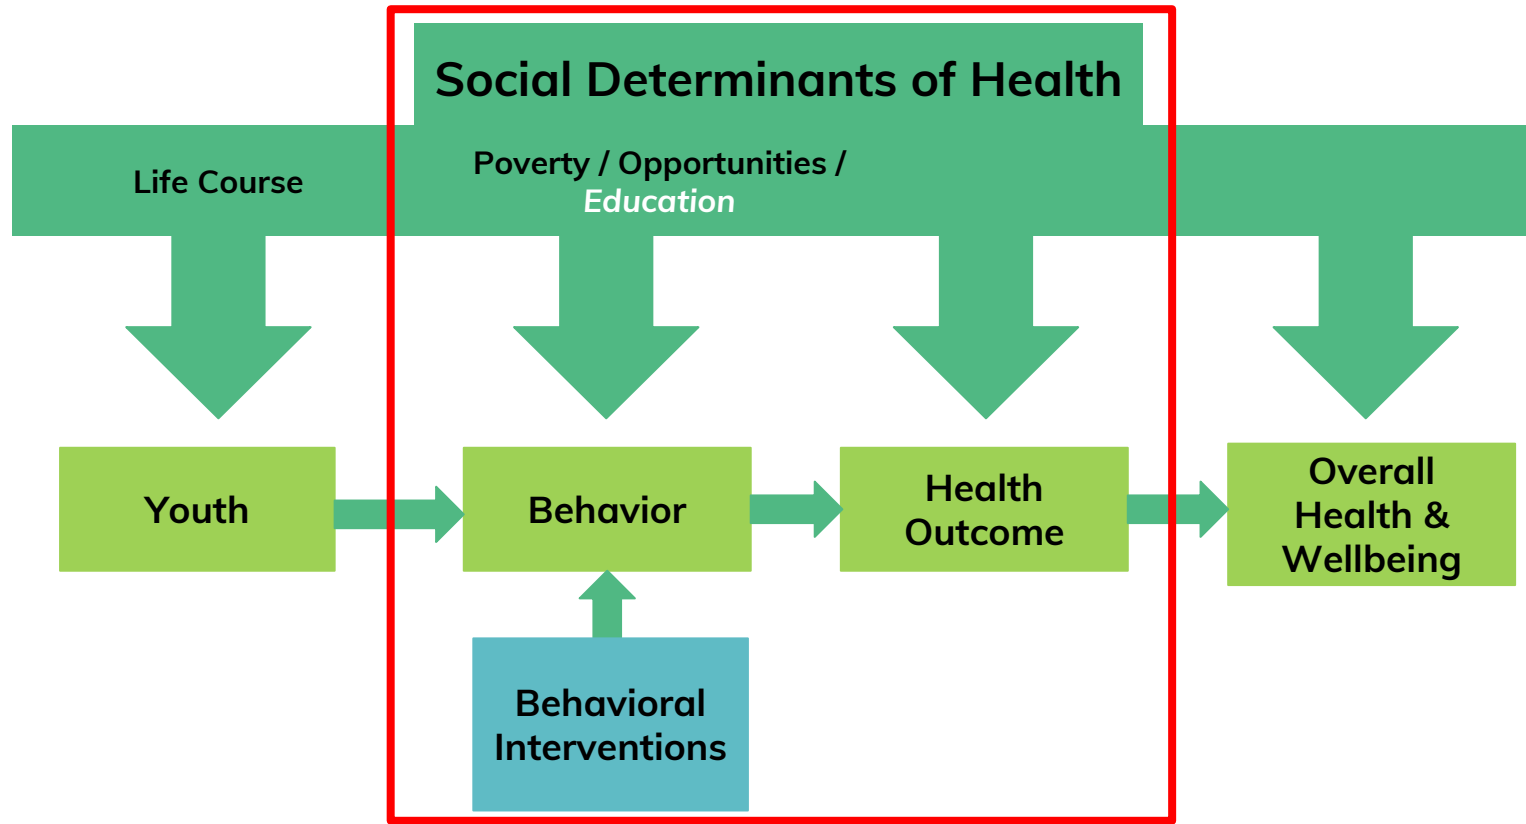 Social Determinants of Health
Life Course
Poverty / Opportunities /
Education
Youth
Behavior
Health
Outcome
Overall
Health &
Wellbeing
Behavioral
Interventions